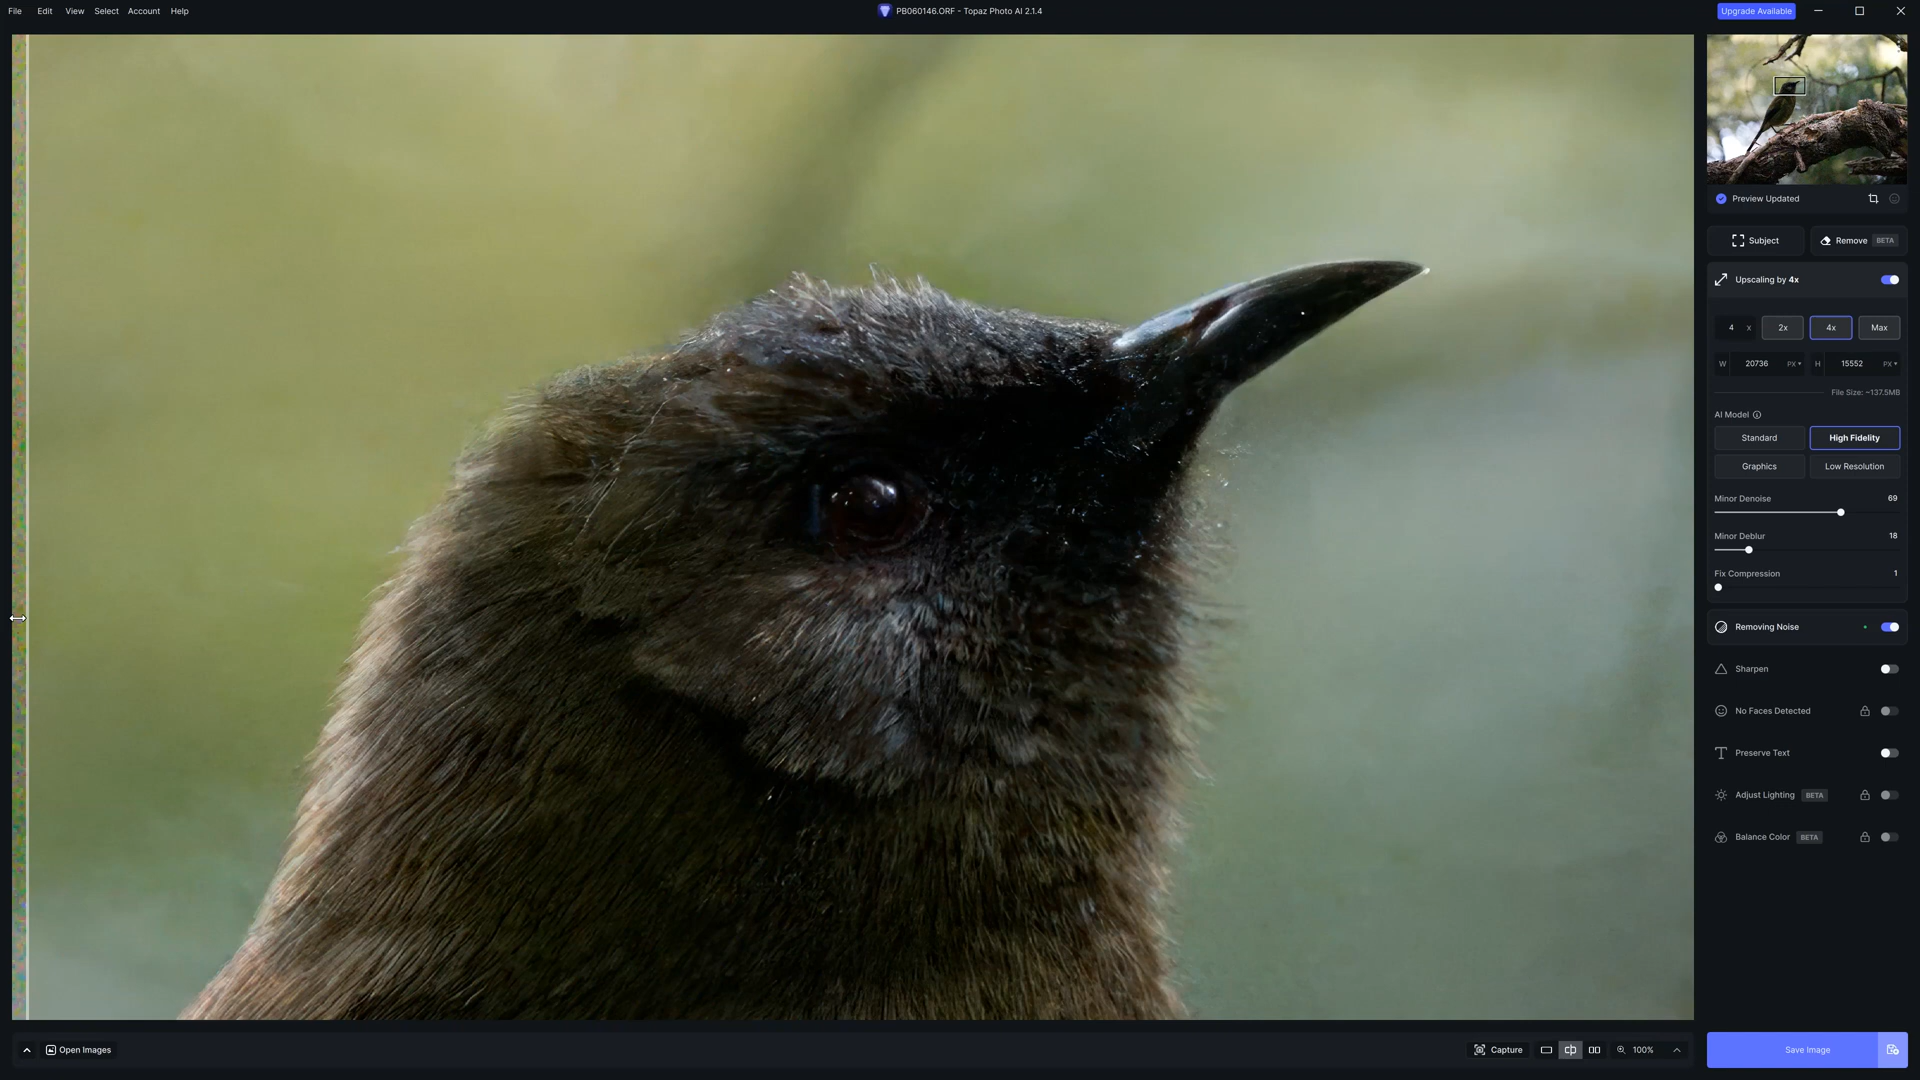 File Edit View Select Account Help
PB060146.ORF - Topaz Photo AI 2.1.4
Upgrade Available
Preview Updated
Subject
Remove BETA
Upscaling by 4x
4 x 2x 4x Max
W 20736 PX H 15552 PX
File Size: ~137.5MB
AI Model
Standard High Fidelity
Graphics Low Resolution
Minor Denoise 69
Minor Deblur 18
Fix Compression 1
Removing Noise
Sharpen
No Faces Detected
Preserve Text
Adjust Lighting BETA
Balance Color BETA
Open Images
Capture
100%
Save Image